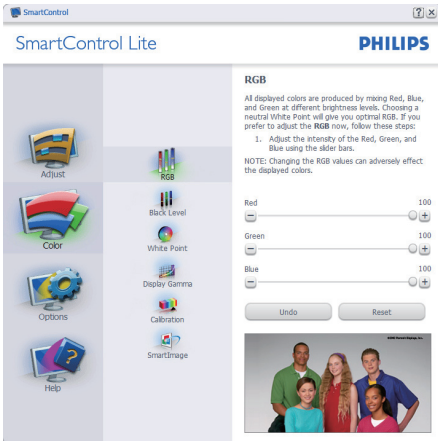 SmartControl
SmartControl Lite
PHILIPS
Adjust
Color
Options
Help
RGB
Black Level
White Point
Display Gamma
Calibration
SmartImage
RGB
All displayed colors are produced by mixing Red, Blue,
and Green at different brightness levels. Choosing a
neutral White Point will give you optimal RGB. If you
prefer to adjust the RGB now, follow these steps:
1. Adjust the intensity of the Red, Green, and
Blue using the slider bars.
NOTE: Changing the RGB values can adversely effect
the displayed colors.
Red 100
Green 100
Blue 100
Undo Reset